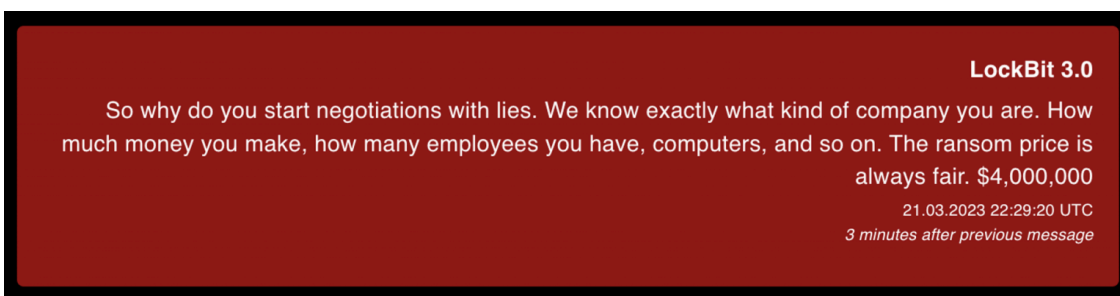 LockBit 3.0
So why do you start negotiations with lies. We know exactly what kind of company you are. How
much money you make, how many employees you have, computers, and so on. The ransom price is
always fair. $4,000,000
21.03.2023 22:29:20 UTC
3 minutes after previous message